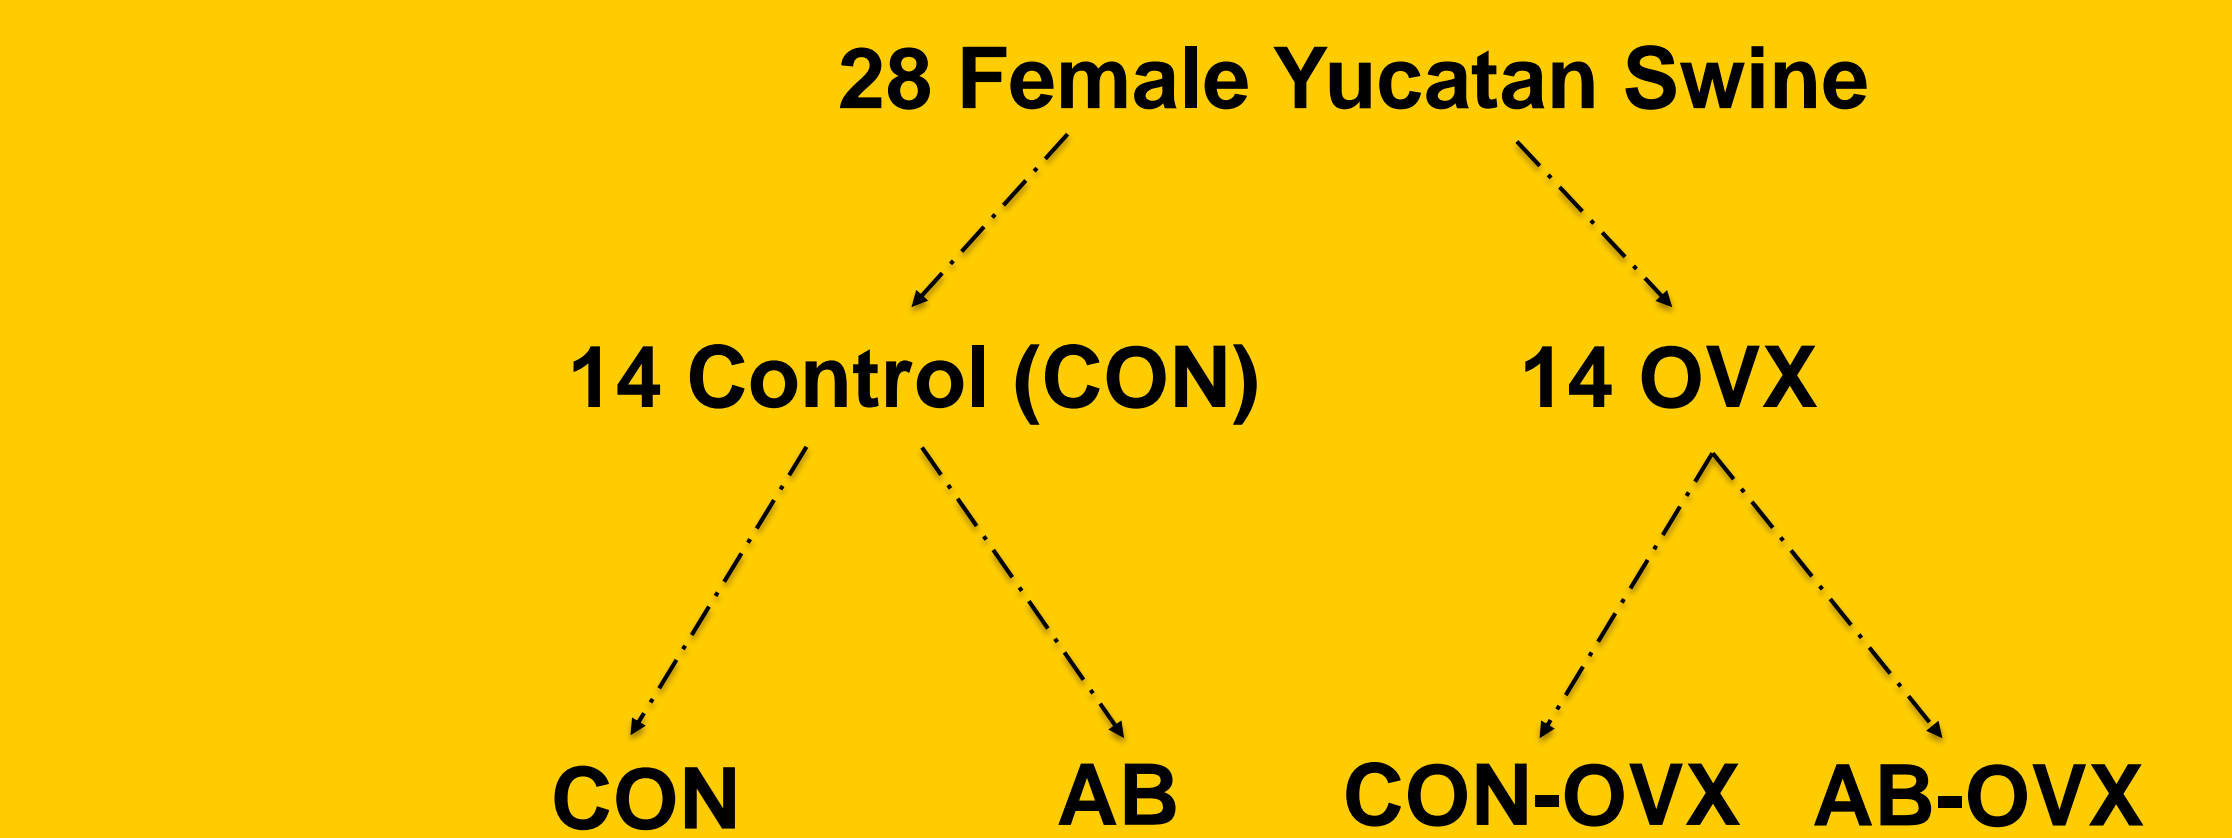 28 Female Yucatan Swine
14 Control (CON) 14 OVX
CON AB CON-OVX AB-OVX